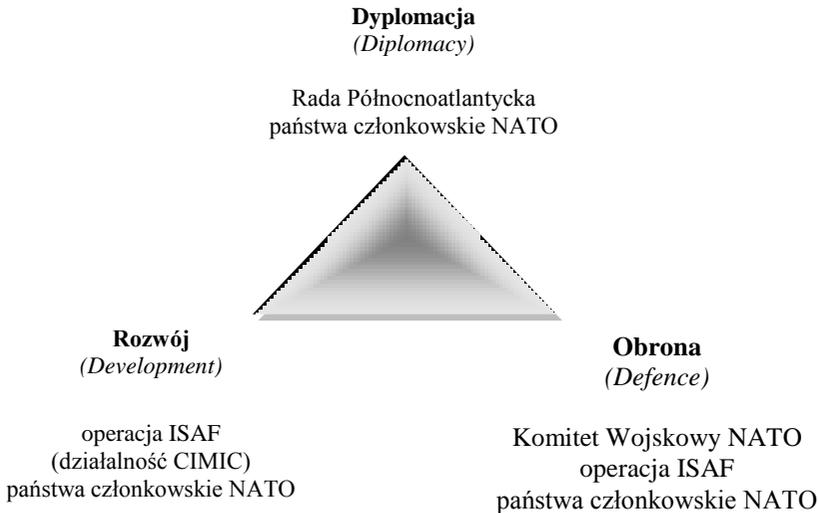 Dyplomacja
(Diplomacy)
Rada Północnoatlantycka
państwa członkowskie NATO
Rozwój
(Development)
operacja ISAF
(działalność CIMIC)
państwa członkowskie NATO
Obrona
(Defence)
Komitet Wojskowy NATO
operacja ISAF
państwa członkowskie NATO